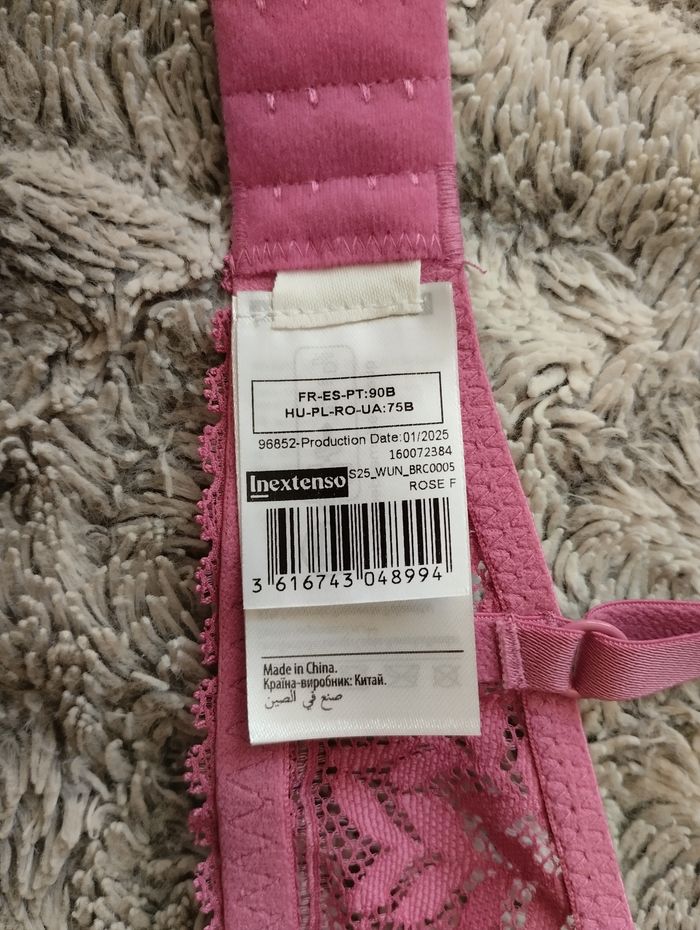 FR-ES-PT:90B
HU-PL-RO-UA:75B
96852-Production Date:01/2025
160072384
Inextenso S25_WUN_BRC0005
ROSE F
3 616743 048994
Made in China.
Країна-виробник: Китай.
صنع في الصين